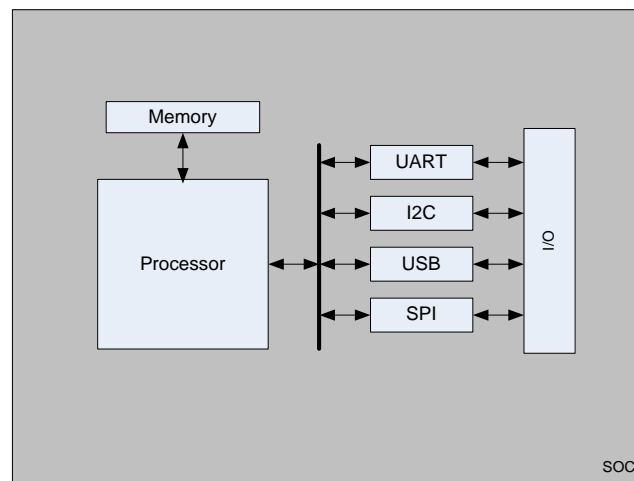 Memory
Processor
UART
I2C
USB
SPI
I/O
SOC